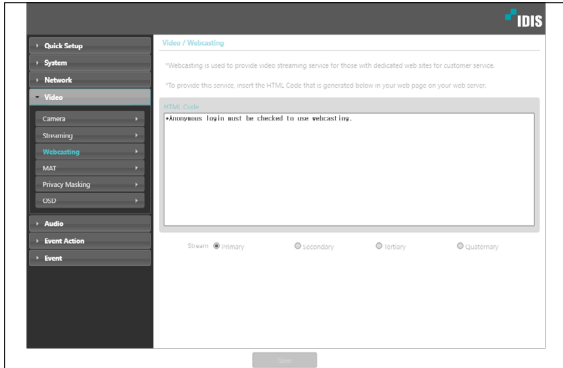 IDIS
Quick Setup
System
Network
Video
Camera
Streaming
Webcasting
MAT
Privacy Masking
OSD
Audio
Event Action
Event
Video / Webcasting
*Webcasting is used to provide video streaming service for those with dedicated web sites for customer service.
*To provide this service, insert the HTML Code that is generated below in your web page on your web server.
HTML Code
*Anonymous login must be checked to use webcasting.
Stream Primary Secondary Tertiary Quaternary
Save